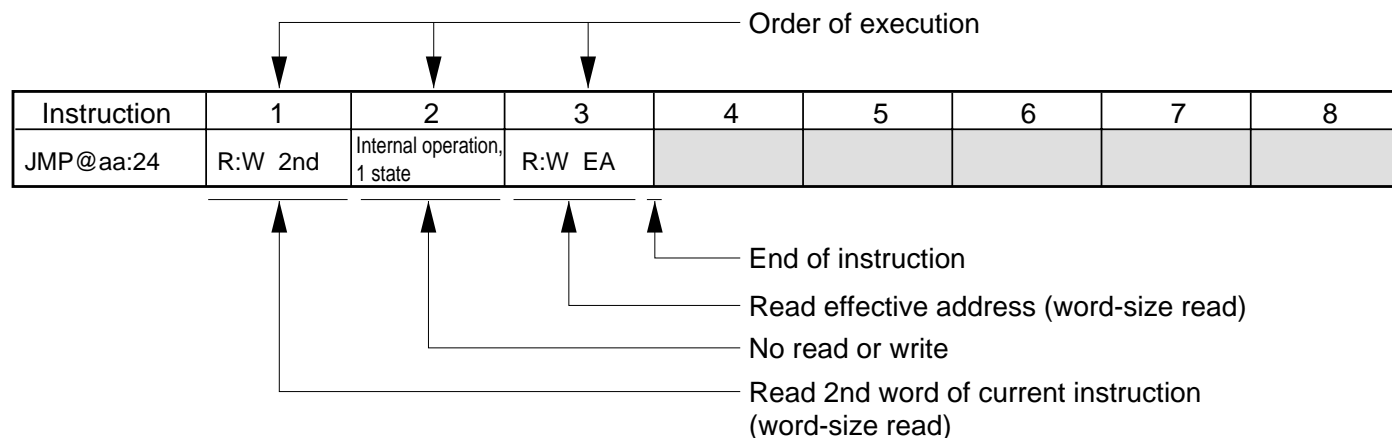 Order of execution
Instruction 1 2 3 4 5 6 7 8
JMP@aa:24 R:W 2nd Internal operation, 1 state R:W EA
End of instruction
Read effective address (word-size read)
No read or write
Read 2nd word of current instruction
(word-size read)